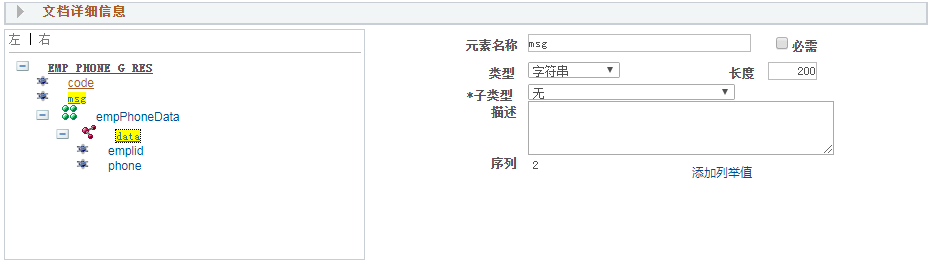 文档详细信息
左 | 右
EMP_PHONE_G_RES
code
msg
empPhoneData
data
emplid
phone
元素名称 msg 必需
类型 字符串 长度 200
*子类型 无
描述
序列 2
添加列举值